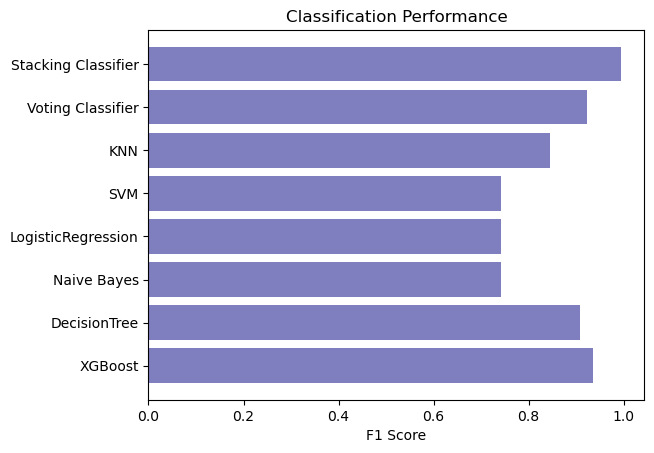 Classification Performance
Stacking Classifier
Voting Classifier
KNN
SVM
LogisticRegression
Naive Bayes
DecisionTree
XGBoost
0.0 0.2 0.4 0.6 0.8 1.0
F1 Score